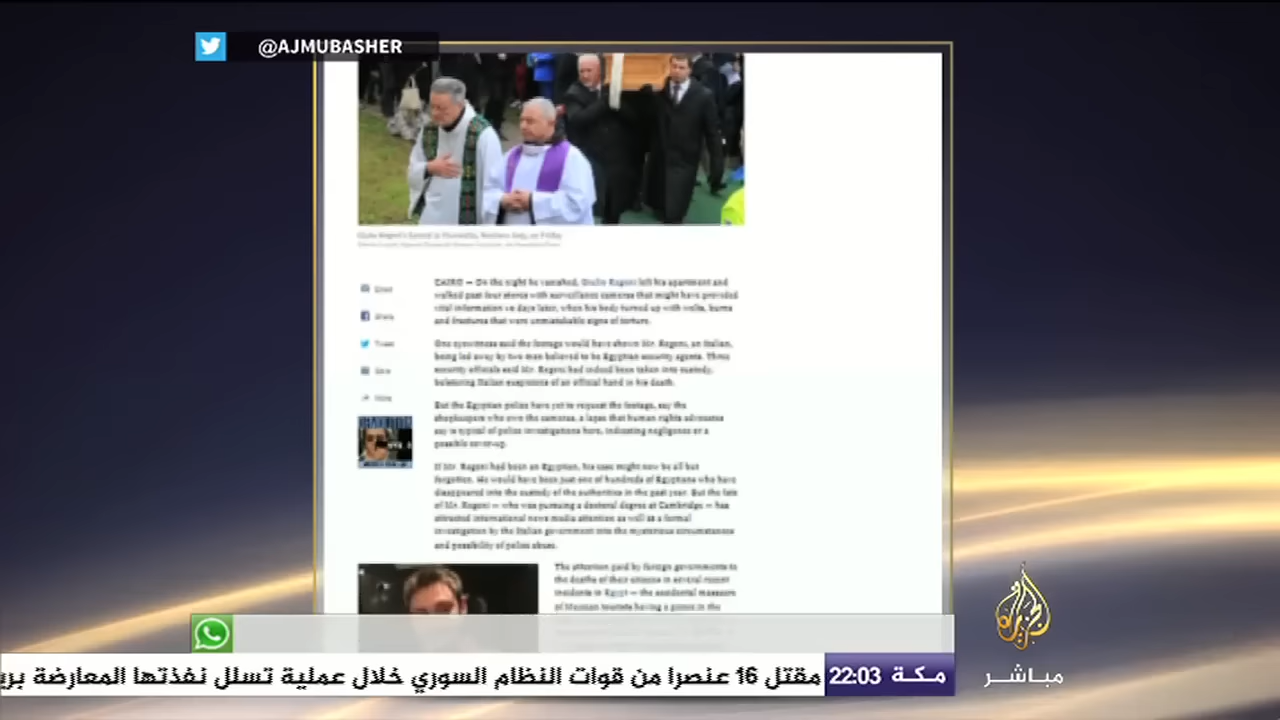 @AJMUBASHER
CAIRO — On the night he vanished, Giulio Regeni left his apartment and
walked past four stores with surveillance cameras that might have provided
vital information days later, when his body turned up with welts, burns
and fractures that were unmistakable signs of torture.
One eyewitness said the footage would have shown Mr. Regeni, an Italian,
being led away by two men believed to be Egyptian security agents. Three
security officials said Mr. Regeni had indeed been taken into custody,
bolstering Italian suspicions of an official hand in his death.
But the Egyptian police have yet to request the footage, say the
shopkeepers who own the cameras, a lapse that human rights advocates
say is typical of police investigations here, indicating negligence or a
possible cover-up.
If Mr. Regeni had been an Egyptian, his case might now be all but
forgotten. He would have been just one of hundreds of Egyptians who have
disappeared into the custody of the authorities in the past year. But the fate
of Mr. Regeni — who was pursuing a doctoral degree at Cambridge — has
attracted international news media attention as well as a formal
investigation by the Italian government into the mysterious circumstances
and possibility of police abuse.
The attention paid by foreign governments to
the deaths of their citizens in several recent
incidents in Egypt — the accidental massacre
of Mexican tourists having a picnic in the
الجزيرة
مباشر
مكة 22:03 مقتل 16 عنصرا من قوات النظام السوري خلال عملية تسلل نفذتها المعارضة